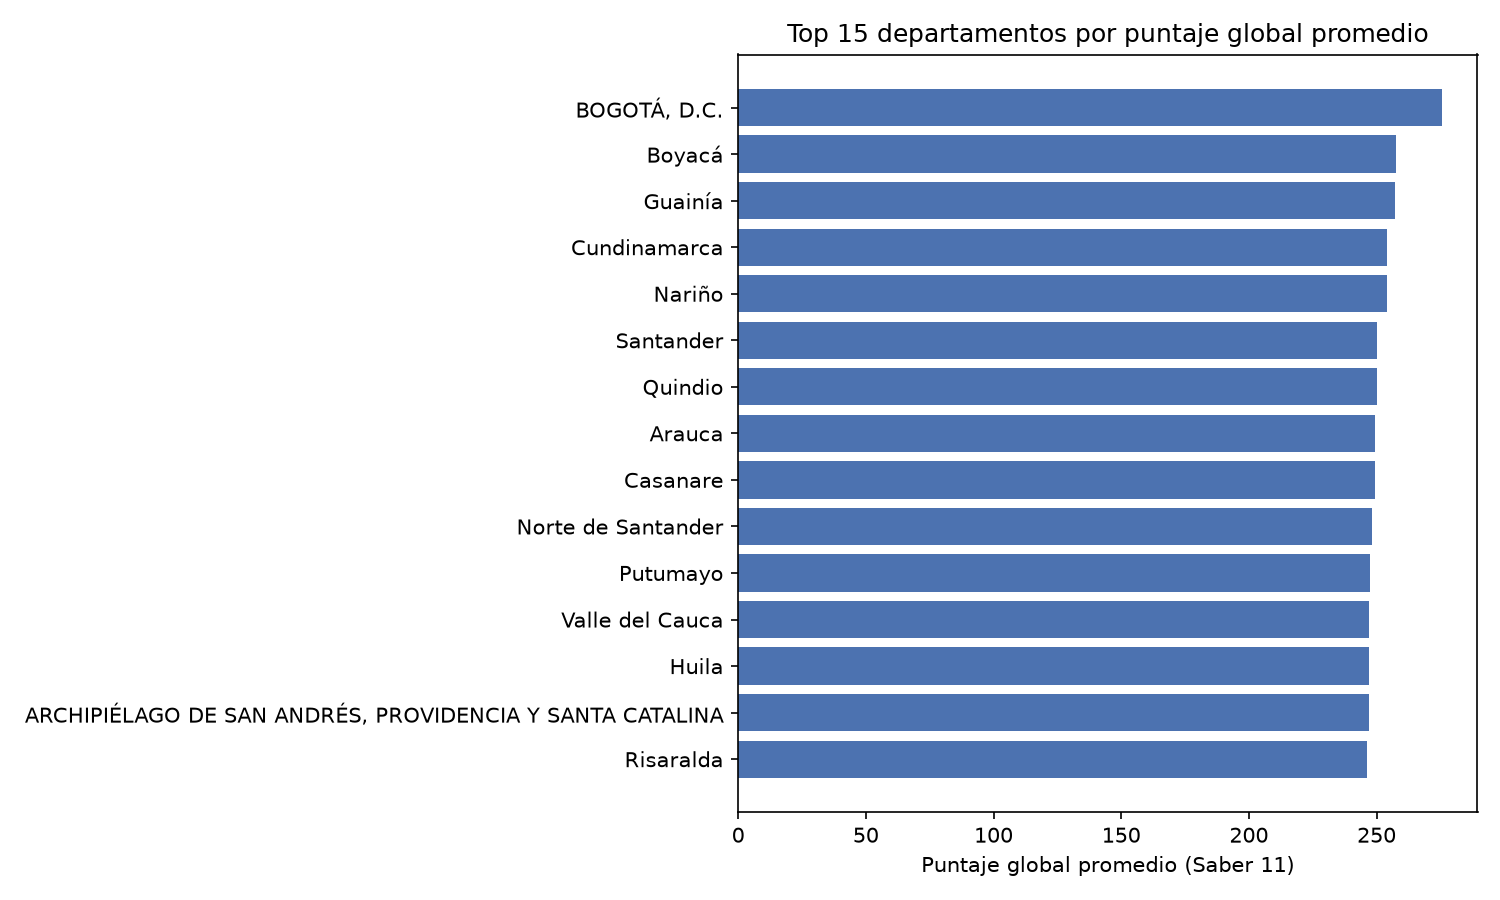 Top 15 departamentos por puntaje global promedio
BOGOTÁ, D.C.
Boyacá
Guainía
Cundinamarca
Nariño
Santander
Quindio
Arauca
Casanare
Norte de Santander
Putumayo
Valle del Cauca
Huila
ARCHIPIÉLAGO DE SAN ANDRÉS, PROVIDENCIA Y SANTA CATALINA
Risaralda
0 50 100 150 200 250
Puntaje global promedio (Saber 11)